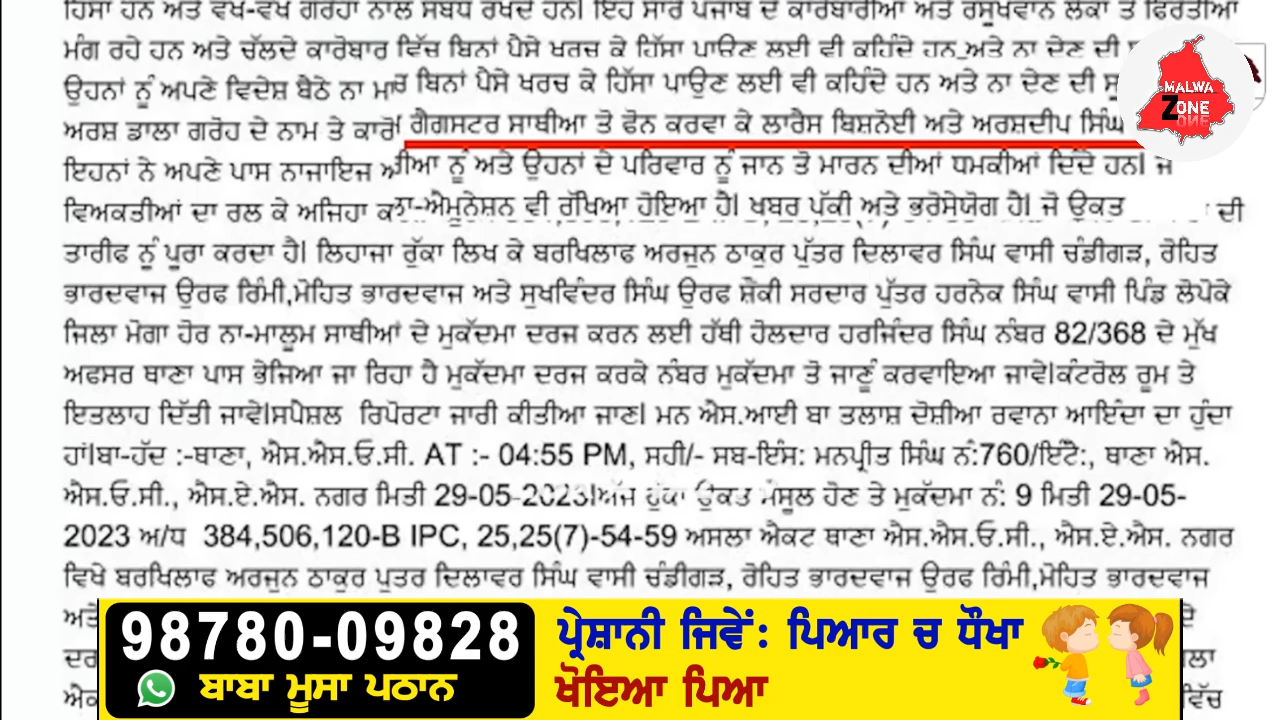 ਹਿੱਸਾ ਹਨ ਅਤੇ ਵੱਖ-ਵੱਖ ਗਰੋਹਾਂ ਨਾਲ ਸਬੰਧ ਰੱਖਦੇ ਹਨ। ਇਹ ਸਾਰੇ ਪੰਜਾਬ ਦੇ ਕਾਰੋਬਾਰੀਆਂ ਅਤੇ ਰਸੂਖਵਾਨ ਲੋਕਾਂ ਤੋਂ ਫਿਰੌਤੀਆਂ
ਮੰਗ ਰਹੇ ਹਨ ਅਤੇ ਚੱਲਦੇ ਕਾਰੋਬਾਰ ਵਿੱਚ ਬਿਨਾਂ ਪੈਸੇ ਖਰਚ ਕੇ ਹਿੱਸਾ ਪਾਉਣ ਲਈ ਵੀ ਕਹਿੰਦੇ ਹਨ ਅਤੇ ਨਾ ਦੇਣ ਦੀ
ਉਹਨਾਂ ਨੂੰ ਅਪਣੇ ਵਿਦੇਸ਼ ਬੈਠੇ ਨਾ ਮਾ
ਚ ਬਿਨਾਂ ਪੈਸੇ ਖਰਚ ਕੇ ਹਿੱਸਾ ਪਾਉਣ ਲਈ ਵੀ ਕਹਿੰਦੇ ਹਨ ਅਤੇ ਨਾ ਦੇਣ ਦੀ ਸੂ
ਅਰਸ਼ ਡਾਲਾ ਗਰੋਹ ਦੇ ਨਾਮ ਤੇ ਕਾਰੋ
ਗੈਗਸਟਰ ਸਾਥੀਆ ਤੋ ਫੋਨ ਕਰਵਾ ਕੇ ਲਾਰੈਸ ਬਿਸ਼ਨੋਈ ਅਤੇ ਅਰਸ਼ਦੀਪ ਸਿੰਘ
ਇਹਨਾਂ ਨੇ ਅਪਣੇ ਪਾਸ ਨਾਜਾਇਜ ਅ
ਰੀਆ ਨੂੰ ਅਤੇ ਉਹਨਾਂ ਦੇ ਪਰਿਵਾਰ ਨੂੰ ਜਾਨ ਤੋ ਮਾਰਨ ਦੀਆਂ ਧਮਕੀਆਂ ਦਿੰਦੇ ਹਨ। ਜੋ
ਵਿਅਕਤੀਆਂ ਦਾ ਰਲ ਕੇ ਅਜਿਹਾ ਕ
ਨਾ-ਐਮੂਨੇਸ਼ਨ ਵੀ ਰੱਖਿਆ ਹੋਇਆ ਹੈ। ਖਬਰ ਪੱਕੀ ਅਤੇ ਭਰੋਸੇਯੋਗ ਹੈ। ਜੋ ਉਕਤ
ਦੀ
ਤਾਰੀਫ ਨੂੰ ਪੂਰਾ ਕਰਦਾ ਹੈ। ਲਿਹਾਜਾ ਰੁੱਕਾ ਲਿਖ ਕੇ ਬਰਖਿਲਾਫ ਅਰਜੁਨ ਠਾਕੁਰ ਪੁੱਤਰ ਦਿਲਾਵਰ ਸਿੰਘ ਵਾਸੀ ਚੰਡੀਗੜ, ਰੋਹਿਤ
ਭਾਰਦਵਾਜ ਉਰਫ ਰਿੰਮੀ,ਮੋਹਿਤ ਭਾਰਦਵਾਜ ਅਤੇ ਸੁਖਵਿੰਦਰ ਸਿੰਘ ਉਰਫ ਸ਼ੌਕੀ ਸਰਦਾਰ ਪੁੱਤਰ ਹਰਨੇਕ ਸਿੰਘ ਵਾਸੀ ਪਿੰਡ ਲੋਪੋਕੇ
ਜਿਲਾ ਮੋਗਾ ਹੋਰ ਨਾ-ਮਾਲੂਮ ਸਾਥੀਆਂ ਦੇ ਮੁਕੱਦਮਾ ਦਰਜ ਕਰਨ ਲਈ ਹੱਥੀ ਹੋਲਦਾਰ ਹਰਜਿੰਦਰ ਸਿੰਘ ਨੰਬਰ 82/368 ਦੇ ਮੁੱਖ
ਅਫਸਰ ਥਾਣਾ ਪਾਸ ਭੇਜਿਆ ਜਾ ਰਿਹਾ ਹੈ ਮੁਕੱਦਮਾ ਦਰਜ ਕਰਕੇ ਨੰਬਰ ਮੁਕੱਦਮਾ ਤੋ ਜਾਣੂੰ ਕਰਵਾਇਆ ਜਾਵੇ।ਕੰਟਰੋਲ ਰੂਮ ਤੇ
ਇਤਲਾਹ ਦਿੱਤੀ ਜਾਵੇ।ਸਪੈਸ਼ਲ ਰਿਪੋਰਟਾ ਜਾਰੀ ਕੀਤੀਆ ਜਾਣ। ਮਨ ਐਸ.ਆਈ ਬਾ ਤਲਾਸ਼ ਦੋਸ਼ੀਆ ਰਵਾਨਾ ਆਇੰਦਾ ਦਾ ਹੁੰਦਾ
ਹਾਂ।ਬਾ-ਹੱਦ :-ਥਾਣਾ, ਐਸ.ਐਸ.ਓ.ਸੀ. AT :- 04:55 PM, ਸਹੀ/- ਸਬ-ਇੰਸ: ਮਨਪ੍ਰੀਤ ਸਿੰਘ ਨੰ:760/ਇੰਟੈ:, ਥਾਣਾ ਐਸ.
ਐਸ.ਓ.ਸੀ., ਐਸ.ਏ.ਐਸ. ਨਗਰ ਮਿਤੀ 29-05-2023।ਅੱਜ ਰੁੱਕਾ ਉਕਤ ਮੌਸੂਲ ਹੋਣ ਤੇ ਮੁਕੱਦਮਾ ਨੰ: 9 ਮਿਤੀ 29-05-
2023 ਅ/ਧ 384,506,120-B IPC, 25,25(7)-54-59 ਅਸਲਾ ਐਕਟ ਥਾਣਾ ਐਸ.ਐਸ.ਓ.ਸੀ., ਐਸ.ਏ.ਐਸ. ਨਗਰ
ਵਿਖੇ ਬਰਖਿਲਾਫ ਅਰਜੁਨ ਠਾਕੁਰ ਪੁਤਰ ਦਿਲਾਵਰ ਸਿੰਘ ਵਾਸੀ ਚੰਡੀਗੜ, ਰੋਹਿਤ ਭਾਰਦਵਾਜ ਉਰਫ ਰਿੰਮੀ,ਮੋਹਿਤ ਭਾਰਦਵਾਜ
MALWA
ZONE
98780-09828
ਬਾਬਾ ਮੂਸਾ ਪਠਾਨ
ਪ੍ਰੇਸ਼ਾਨੀ ਜਿਵੇਂ: ਪਿਆਰ ਚ ਧੌਖਾ
ਖੋਇਆ ਪਿਆ